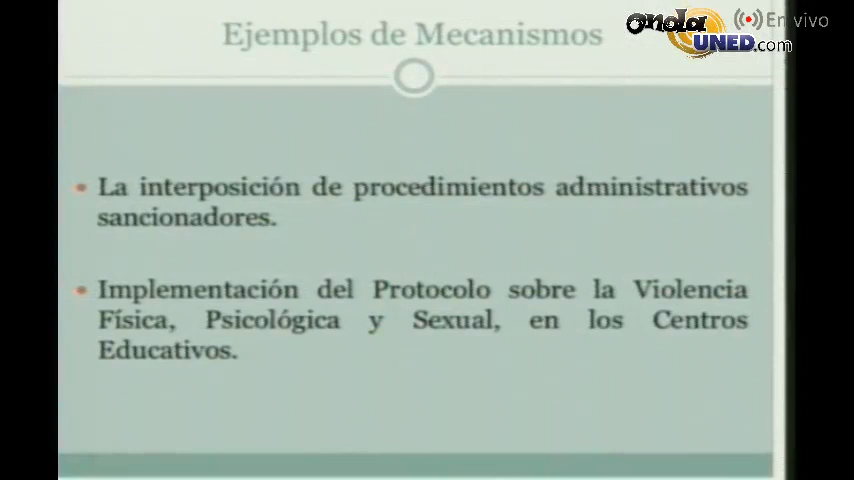 Ejemplos de Mecanismos
onda
UNED.com
En vivo
La interposición de procedimientos administrativos
sancionadores.
Implementación del Protocolo sobre la Violencia
Física, Psicológica y Sexual, en los Centros
Educativos.